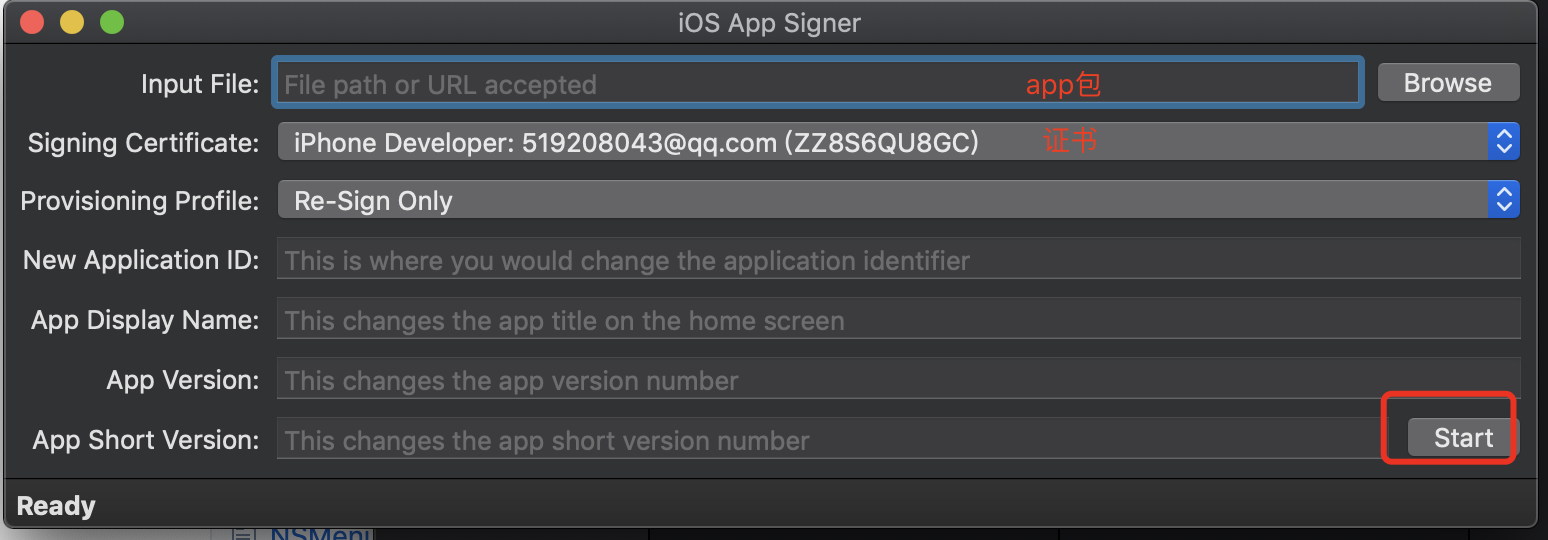 iOS App Signer
Input File: File path or URL accepted app包 Browse
Signing Certificate: iPhone Developer: 519208043@qq.com (ZZ8S6QU8GC) 证书
Provisioning Profile: Re-Sign Only
New Application ID: This is where you would change the application identifier
App Display Name: This changes the app title on the home screen
App Version: This changes the app version number
App Short Version: This changes the app short version number Start
Ready
NSMeni